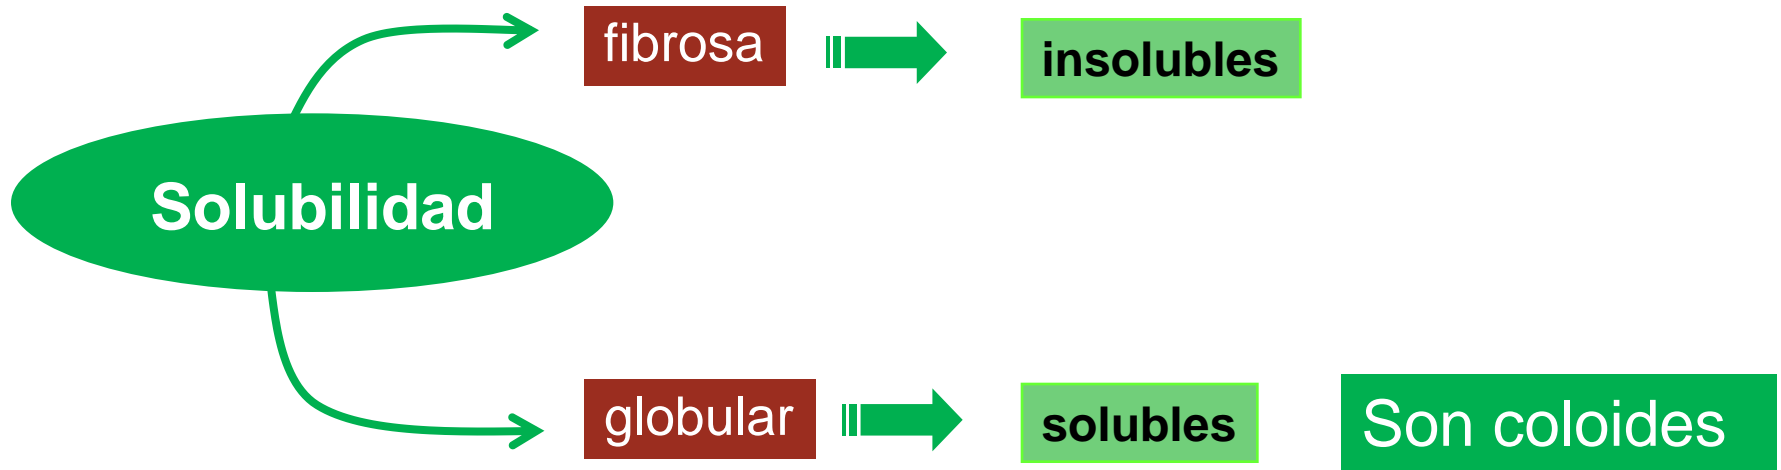 fibrosa
insolubles
Solubilidad
globular
solubles
Son coloides